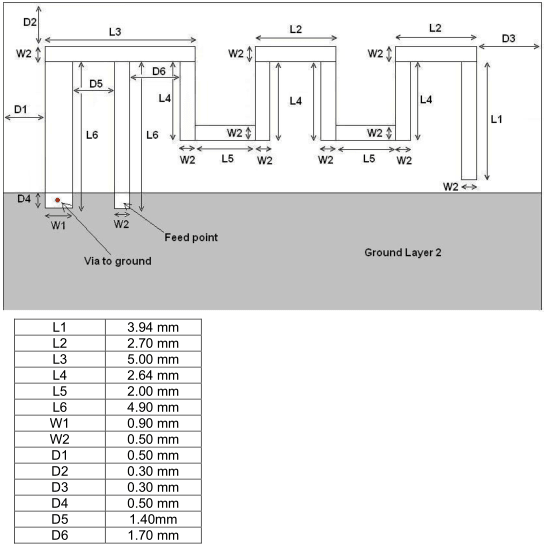 D2
L3
L2
L2
D3
W2
W2
W2
D6
D5
L4
L4
L4
D1
L6
L6
L1
W2
W2
W2
L5
W2
W2
L5
W2
W2
D4
W1
W2
Feed point
Via to ground
Ground Layer 2
L1 3.94 mm
L2 2.70 mm
L3 5.00 mm
L4 2.64 mm
L5 2.00 mm
L6 4.90 mm
W1 0.90 mm
W2 0.50 mm
D1 0.50 mm
D2 0.30 mm
D3 0.30 mm
D4 0.50 mm
D5 1.40mm
D6 1.70 mm